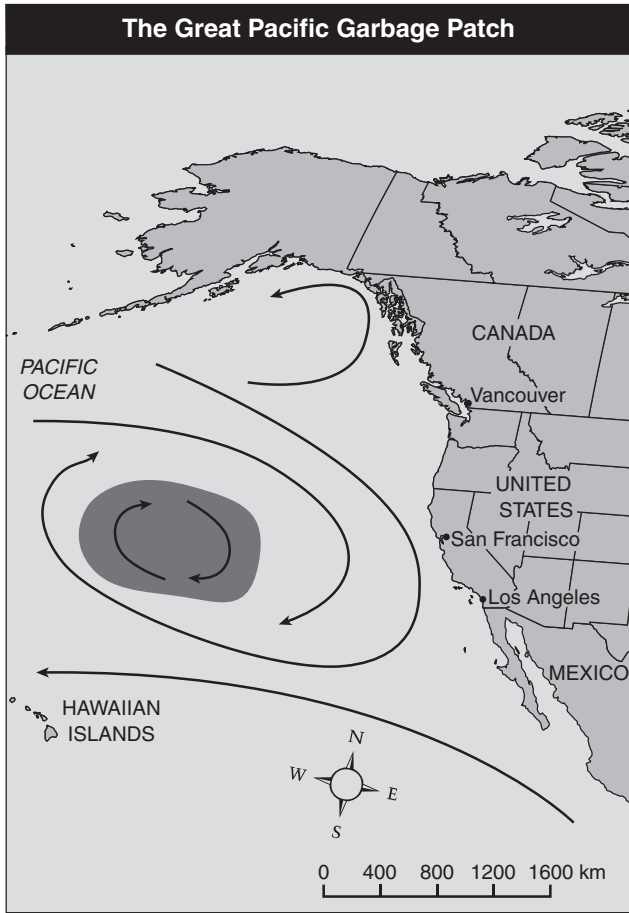 The Great Pacific Garbage Patch
PACIFIC
OCEAN
CANADA
Vancouver
UNITED
STATES
San Francisco
Los Angeles
MEXICO
HAWAIIAN
ISLANDS
N
W
E
S
0 400 800 1200 1600 km